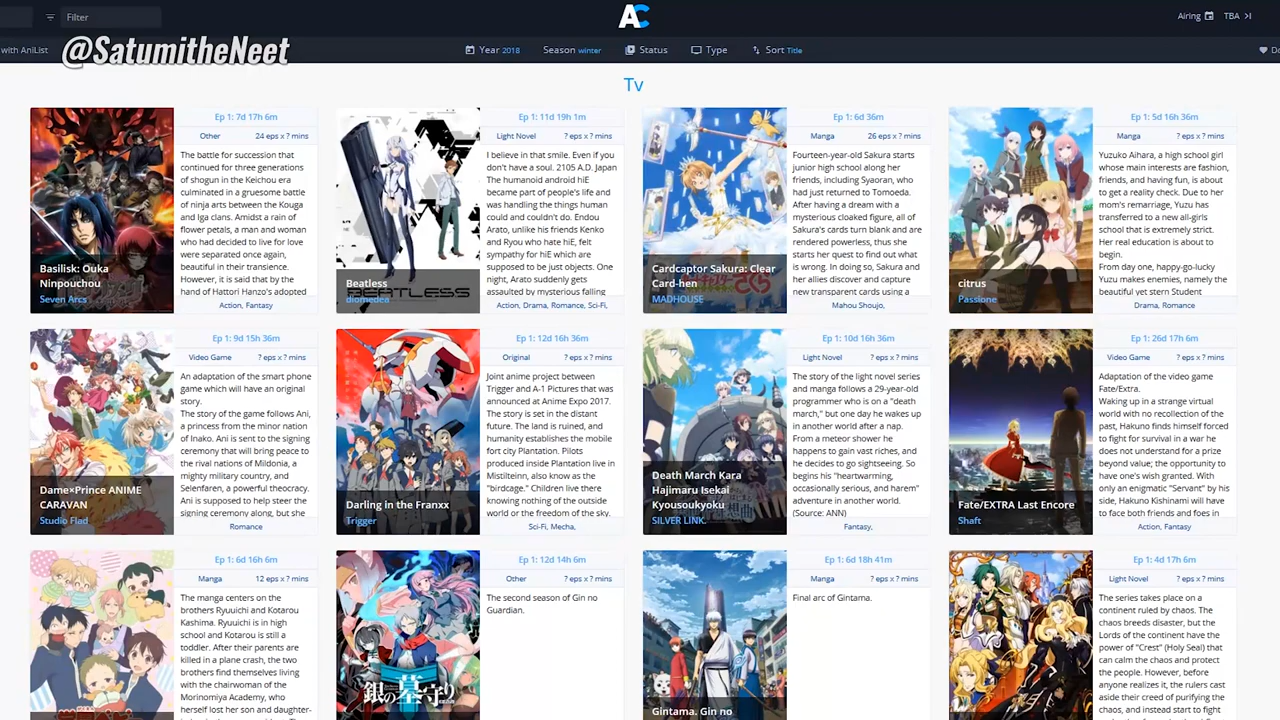 Filter
AC
Airing
TBA
with AniList
@SatumitheNeet
Year 2018
Season winter
Status
Type
Sort Title
Tv
Ep 1: 7d 17h 6m
Other 24 eps x ? mins
The battle for succession that
continued for three generations
of shogun in the Keichou era
culminated in a gruesome battle
of ninja arts between the Kouga
and Iga clans. Amidst a rain of
flower petals, a man and woman
who had decided to live for love
were separated once again,
beautiful in their transience.
However, it is said that by the
hand of Hattori Hanzo's adopted
Action, Fantasy
Basilisk: Ouka
Ninpouchou
Seven Arcs
Ep 1: 11d 19h 1m
Light Novel ? eps x ? mins
I believe in that smile. Even if you
don't have a soul. 2105 A.D. Japan
The humanoid android hiE
became part of people's life and
was handling the things human
could and couldn't do. Endou
Arato, unlike his friends Kenko
and Ryou who hate hiE, felt
sympathy for hiE which are
supposed to be just objects. One
night, Arato suddenly gets
assaulted by mysterious falling
Action, Drama, Romance, Sci-Fi,
Beatless
BEATLESS
diomedea
Ep 1: 6d 36m
Manga 26 eps x ? mins
Fourteen-year-old Sakura starts
junior high school along her
friends, including Syaoran, who
had just returned to Tomoeda.
After having a dream with a
mysterious cloaked figure, all of
Sakura's cards turn blank and are
rendered powerless, thus she
starts her quest to find out what
is wrong. In doing so, Sakura and
her allies discover and capture
new transparent cards using a
Mahou Shoujo,
Cardcaptor Sakura: Clear
Card-hen
MADHOUSE
Ep 1: 5d 16h 36m
Manga ? eps x ? mins
Yuzuko Aihara, a high school girl
whose main interests are fashion,
friends, and having fun, is about
to get a reality check. Due to her
mom's remarriage, Yuzu has
transferred to a new all-girls
school that is extremely strict.
Her real education is about to
begin.
From day one, happy-go-lucky
Yuzu makes enemies, namely the
beautiful yet stern Student
Drama, Romance
citrus
Passione
Ep 1: 9d 15h 36m
Video Game ? eps x ? mins
An adaptation of the smart phone
game which will have an original
story.
The story of the game follows Ani,
a princess from the minor nation
of Inako. Ani is sent to the signing
ceremony that will bring peace to
the rival nations of Mildonia, a
mighty military country, and
Selenfaren, a powerful theocracy.
Ani is supposed to help steer the
signing ceremony along, but she
Romance
Dame×Prince ANIME
CARAVAN
Studio Flad
Ep 1: 12d 16h 36m
Original ? eps x ? mins
Joint anime project between
Trigger and A-1 Pictures that was
announced at Anime Expo 2017.
The story is set in the distant
future. The land is ruined, and
humanity establishes the mobile
fort city Plantation. Pilots
produced inside Plantation live in
Mistilteinn, also know as the
"birdcage." Children live there
knowing nothing of the outside
world or the freedom of the sky.
Sci-Fi, Mecha,
Darling in the Franxx
Trigger
Ep 1: 10d 16h 36m
Light Novel ? eps x ? mins
The story of the light novel series
and manga follows a 29-year-old
programmer who is on a "death
march," but one day he wakes up
in another world after a nap.
From a meteor shower he
happens to gain vast riches, and
he decides to go sightseeing. So
begins his "heartwarming,
occasionally serious, and harem"
adventure in another world.
(Source: ANN)
Fantasy,
Death March Kara
Hajimaru Isekai
Kyousoukyoku
SILVER LINK.
Ep 1: 26d 17h 6m
Video Game ? eps x ? mins
Adaptation of the video game
Fate/Extra.
Waking up in a strange virtual
world with no recollection of the
past, Hakuno finds himself forced
to fight for survival in a war he
does not understand for a prize
beyond value; the opportunity to
have one's wish granted. With
only an enigmatic "Servant" by his
side, Hakuno Kishinami will have
to face both friends and foes in
Action, Fantasy
Fate/EXTRA Last Encore
Shaft
Ep 1: 6d 16h 6m
Manga 12 eps x ? mins
The manga centers on the
brothers Ryuuichi and Kotarou
Kashima. Ryuuichi is in high
school and Kotarou is still a
toddler. After their parents are
killed in a plane crash, the two
brothers find themselves living
with the chairwoman of the
Morinomiya Academy, who
herself lost her son and daughter-
Ep 1: 12d 14h 6m
Other ? eps x ? mins
The second season of Gin no
Guardian.
銀の墓守り
Ep 1: 6d 18h 41m
Manga ? eps x ? mins
Final arc of Gintama.
Gintama. Gin no
Ep 1: 4d 17h 6m
Light Novel ? eps x ? mins
The series takes place on a
continent ruled by chaos. The
chaos breeds disaster, but the
Lords of the continent have the
power of "Crest" (Holy Seal) that
can calm the chaos and protect
the people. However, before
anyone realizes it, the rulers cast
aside their creed of purifying the
chaos, and instead start to fight